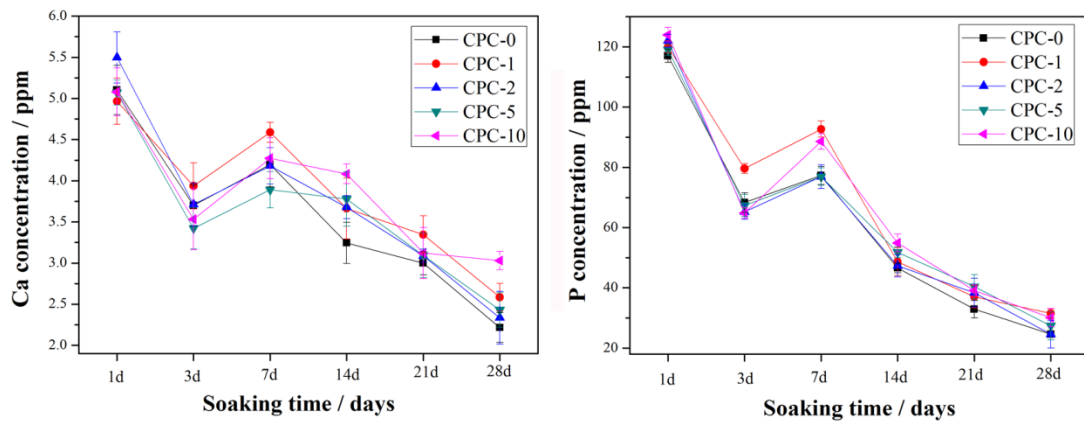 6.0
5.5
5.0
4.5
4.0
3.5
3.0
2.5
2.0
Ca concentration / ppm
1d 3d 7d 14d 21d 28d
Soaking time / days
CPC-0
CPC-1
CPC-2
CPC-5
CPC-10
120
100
80
60
40
20
P concentration / ppm
1d 3d 7d 14d 21d 28d
Soaking time / days
CPC-0
CPC-1
CPC-2
CPC-5
CPC-10